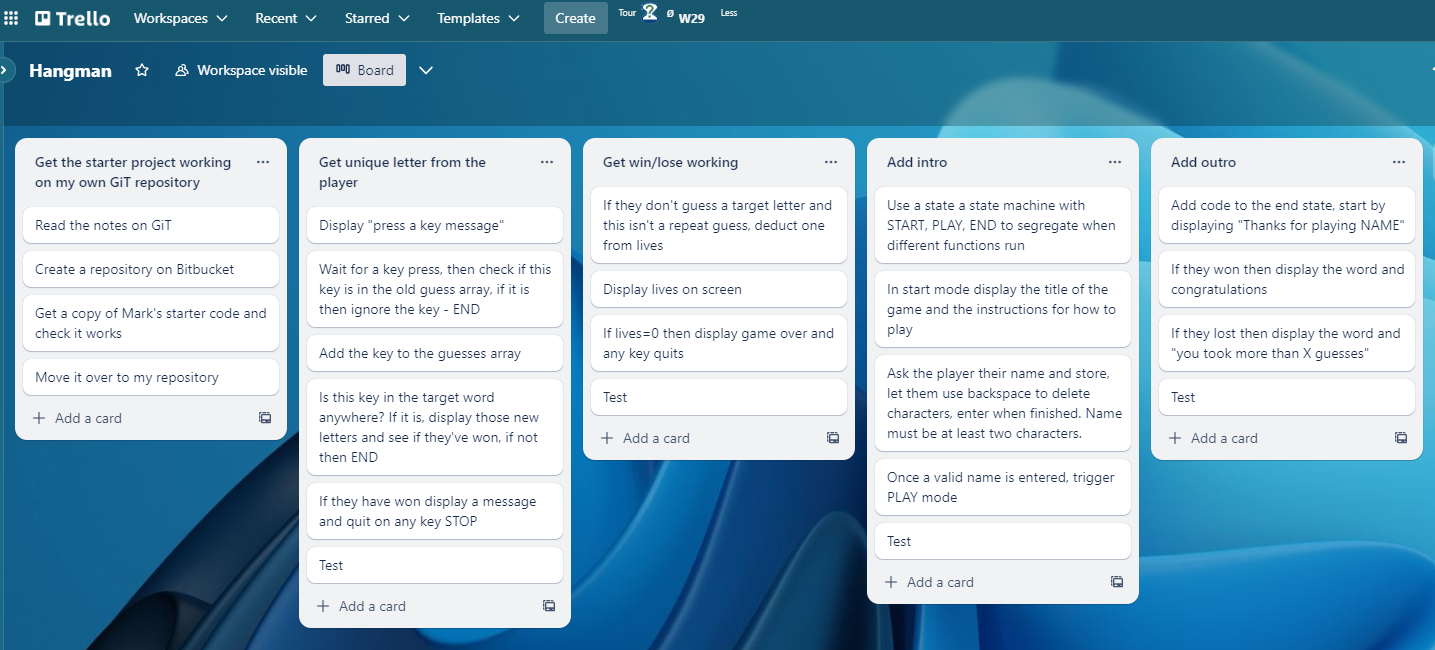 Trello Workspaces Recent Starred Templates Create Tour ø W29 Less
Hangman Workspace visible Board
Get the starter project working
on my own GiT repository
Read the notes on GiT
Create a repository on Bitbucket
Get a copy of Mark's starter code and
check it works
Move it over to my repository
Add a card
Get unique letter from the
player
Display "press a key message"
Wait for a key press, then check if this
key is in the old guess array, if it is
then ignore the key - END
Add the key to the guesses array
Is this key in the target word
anywhere? If it is, display those new
letters and see if they've won, if not
then END
If they have won display a message
and quit on any key STOP
Test
Add a card
Get win/lose working
If they don't guess a target letter and
this isn't a repeat guess, deduct one
from lives
Display lives on screen
If lives=0 then display game over and
any key quits
Test
Add a card
Add intro
Use a state a state machine with
START, PLAY, END to segregate when
different functions run
In start mode display the title of the
game and the instructions for how to
play
Ask the player their name and store,
let them use backspace to delete
characters, enter when finished. Name
must be at least two characters.
Once a valid name is entered, trigger
PLAY mode
Test
Add a card
Add outro
Add code to the end state, start by
displaying "Thanks for playing NAME"
If they won then display the word and
congratulations
If they lost then display the word and
"you took more than X guesses"
Test
Add a card